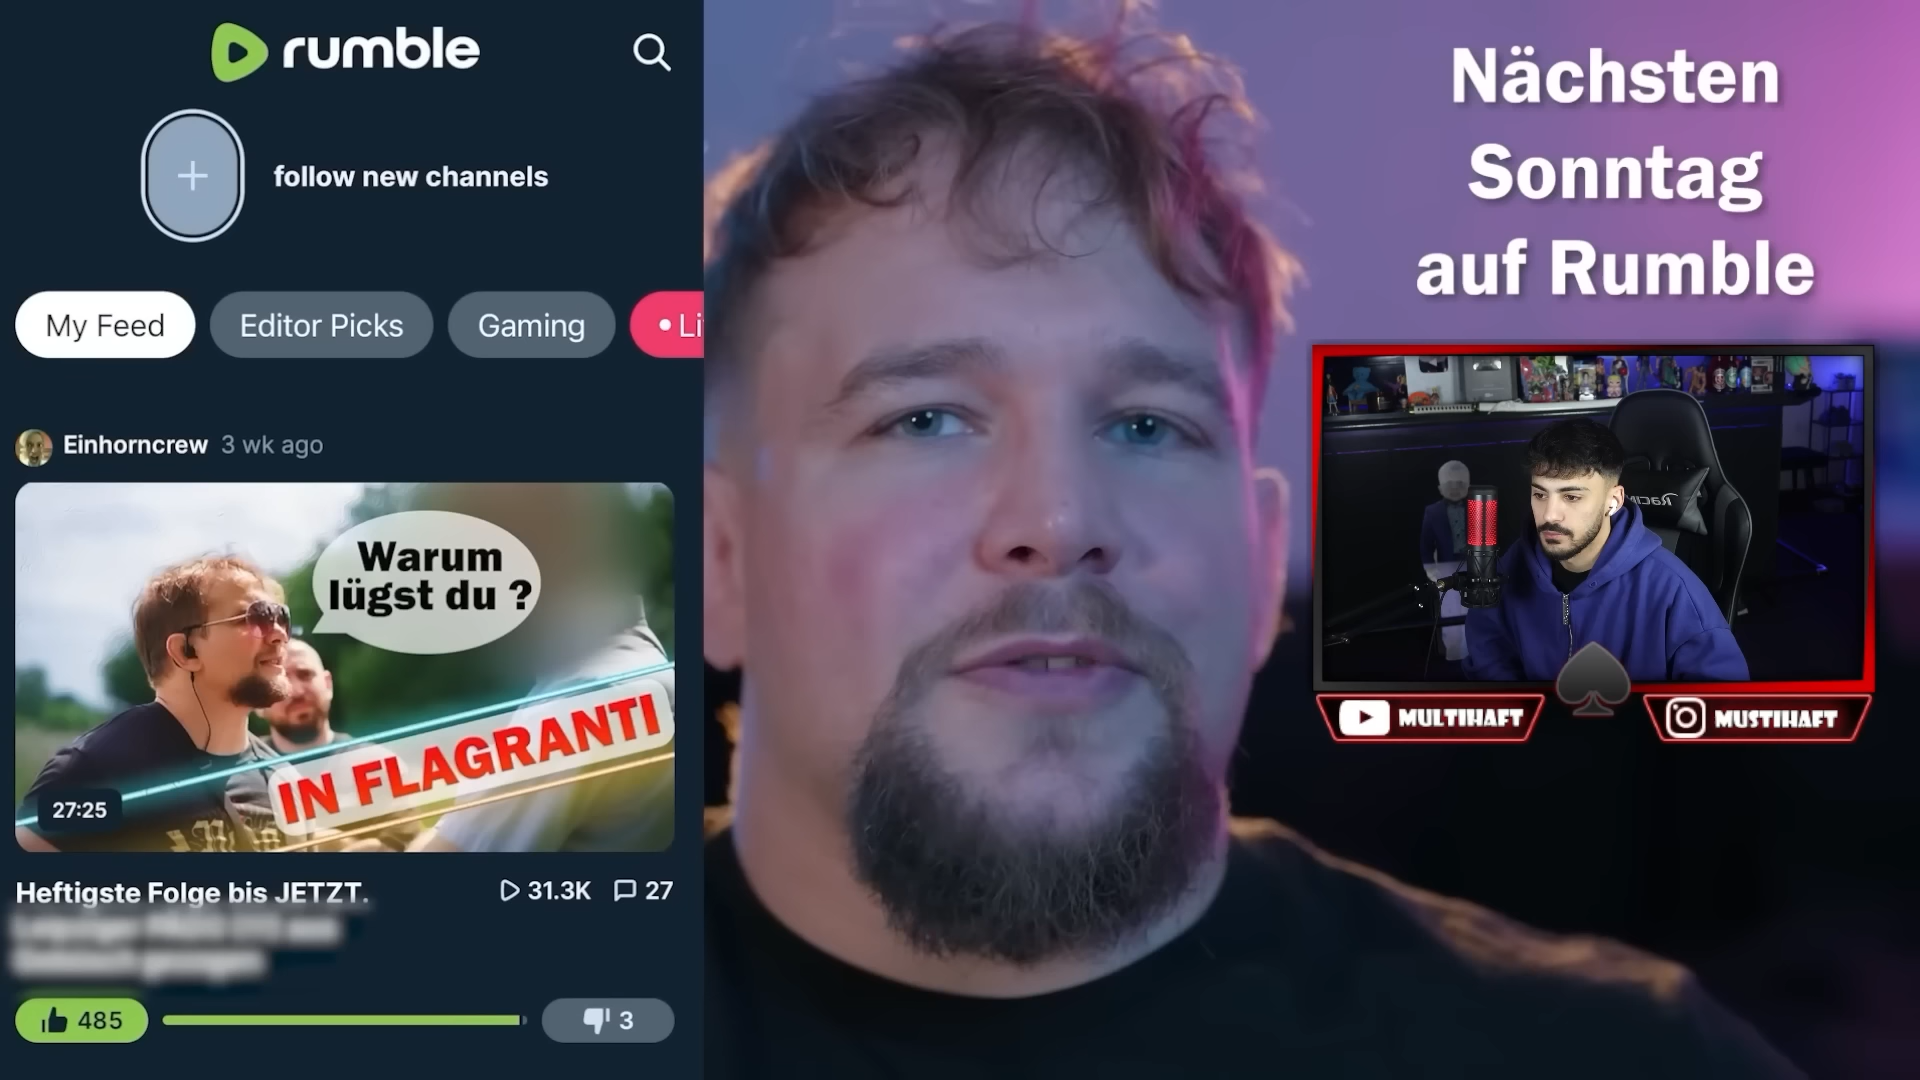 rumble
follow new channels
My Feed
Editor Picks
Gaming
Li
Einhorncrew 3 wk ago
Warum
lügst du ?
IN FLAGRANTI
27:25
Heftigste Folge bis JETZT.
31.3K
27
485
3
Nächsten
Sonntag
auf Rumble
MULTIHAFT
MUSTIHAFT